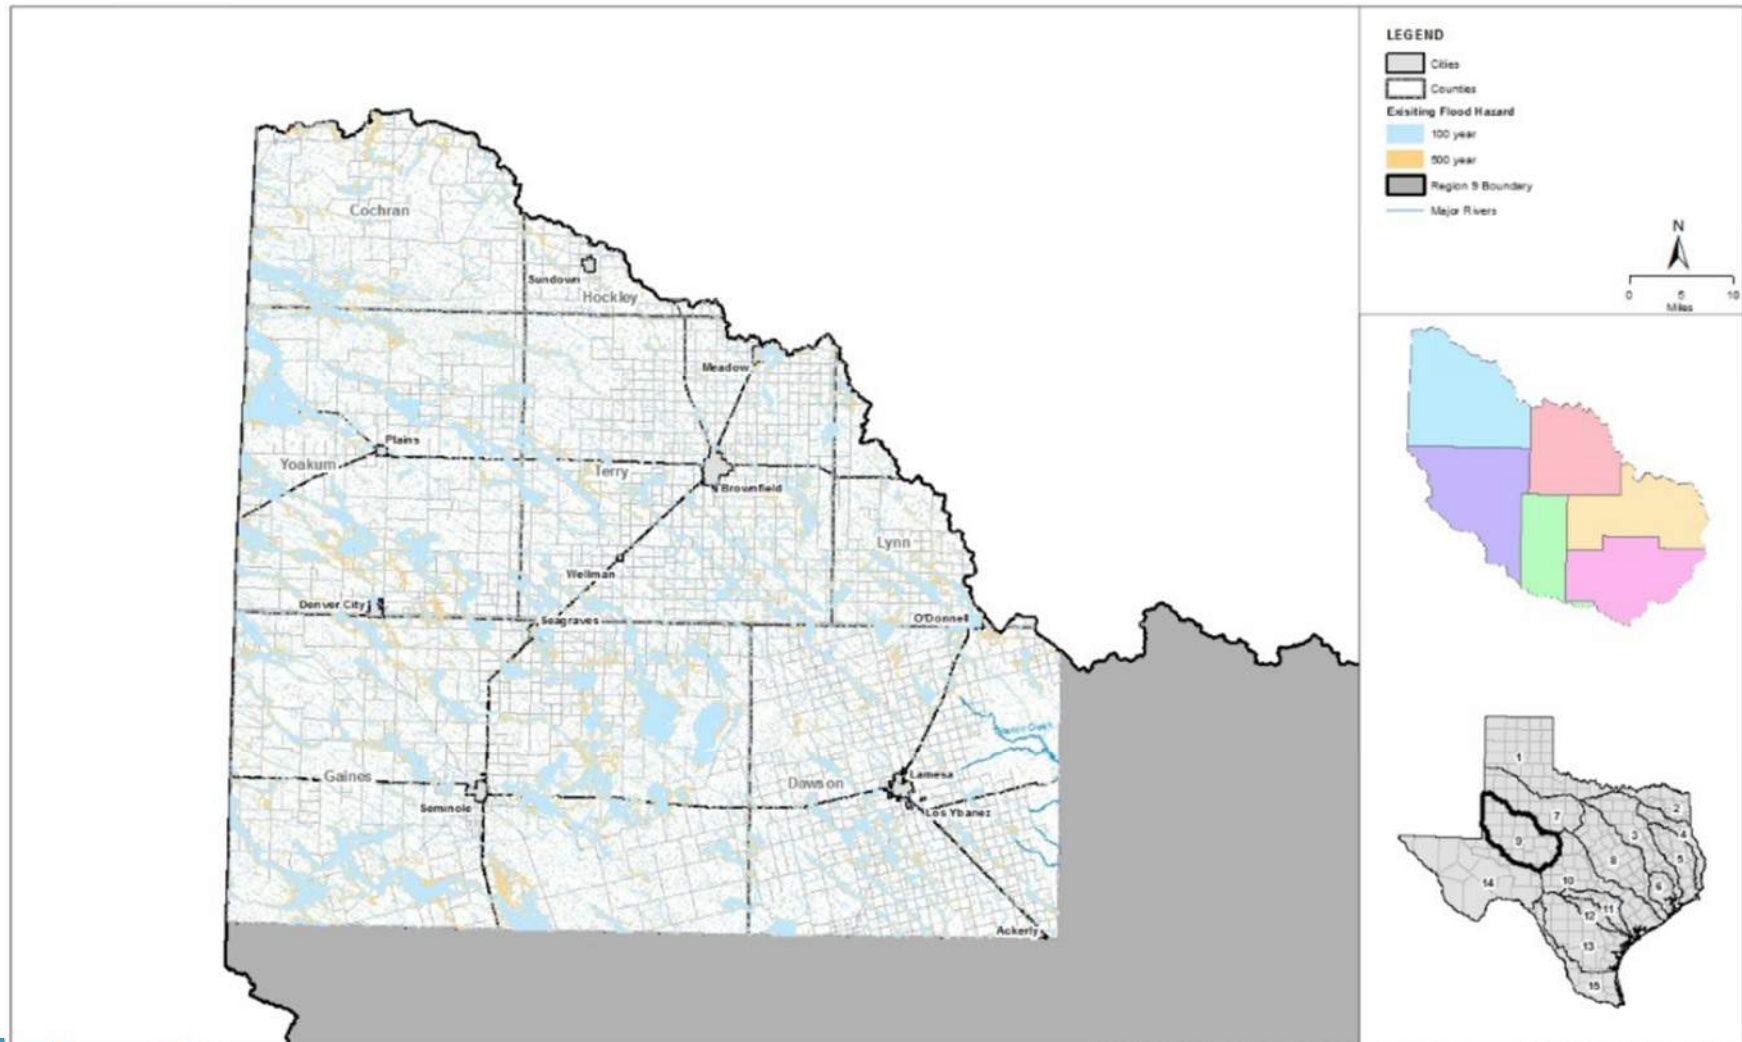 LEGEND
Cities
Counties
Exisiting Flood Hazard
100 year
500 year
Region 9 Boundary
Major Rivers
N
0 5 10
Miles
Cochran
Sundown
Hockley
Meadow
Plains
Yoakum
Terry
Brownfield
Lynn
Wellman
Denver City
Seagraves
O'Donnell
Gaines
Seminole
Dawson
Lamesa
Los Ybanez
Ackerly
1
2
7
3
4
9
8
5
14
10
6
11
12
13
15